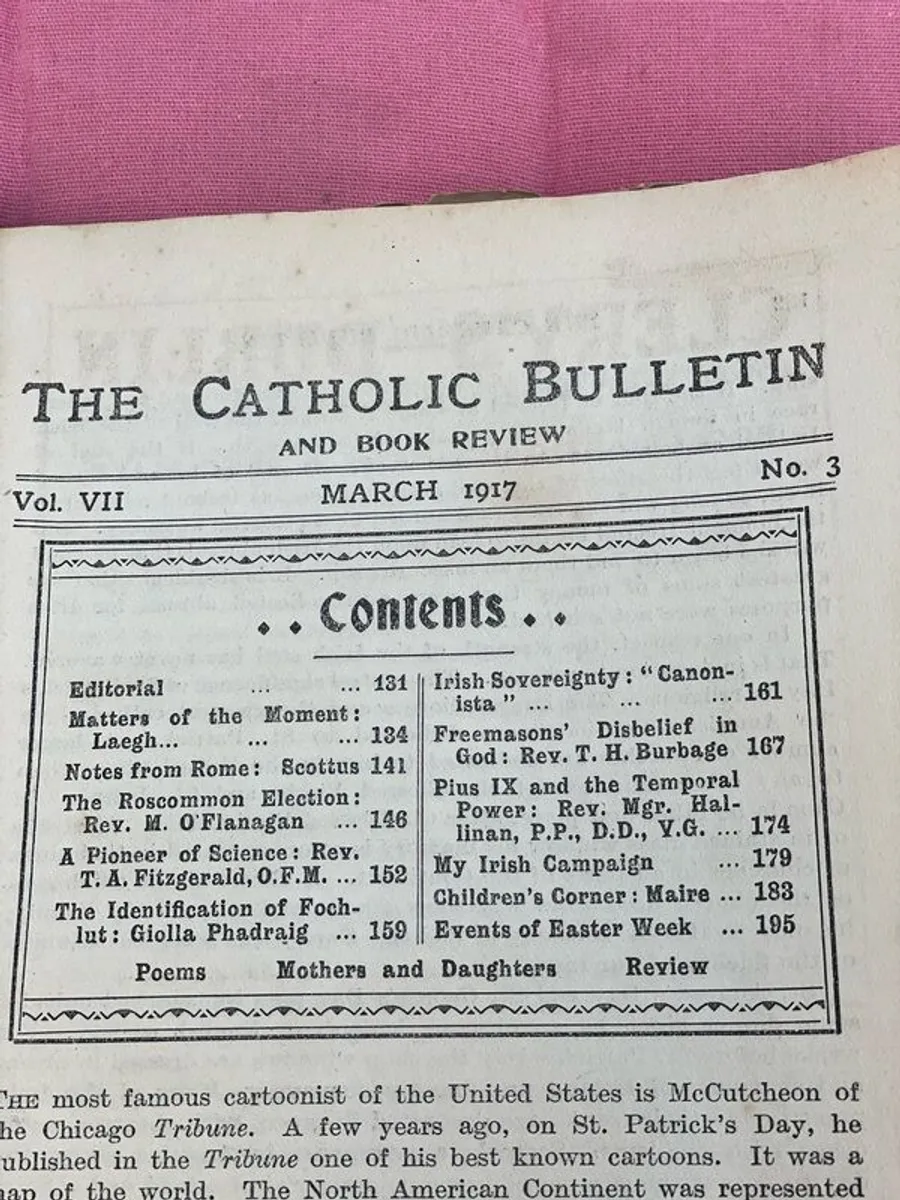 THE CATHOLIC BULLETIN
AND BOOK REVIEW
Vol. VII MARCH 1917 No. 3
. . Contents . .
Editorial ... ... 131
Matters of the Moment:
Laegh... ... ... 134
Notes from Rome: Scottus 141
The Roscommon Election:
Rev. M. O'Flanagan ... 146
A Pioneer of Science: Rev.
T. A. Fitzgerald, O.F.M. ... 152
The Identification of Foch-
lut: Giolla Phadraig ... 159
Irish Sovereignty: "Canon-
ista" ... ... ... 161
Freemasons' Disbelief in
God: Rev. T. H. Burbage 167
Pius IX and the Temporal
Power: Rev. Mgr. Hal-
linan, P.P., D.D., V.G. ... 174
My Irish Campaign ... 179
Children's Corner: Maire ... 183
Events of Easter Week ... 195
Poems Mothers and Daughters Review
THE most famous cartoonist of the United States is McCutcheon of
the Chicago Tribune. A few years ago, on St. Patrick's Day, he
ublished in the Tribune one of his best known cartoons. It was a
map of the world. The North American Continent was represented